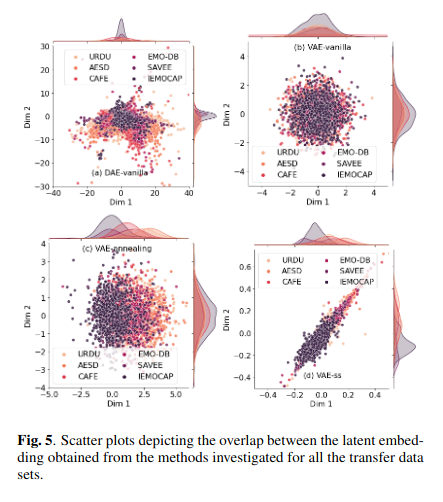 30
20
10
0
−10
−20
−30
Dim 2
URDU EMO-DB
AESD SAVEE
CAFE IEMOCAP
(a) DAE-vanilla
−40 −20 0 20 40
Dim 1
4
2
0
−2
−4
Dim 2
(b) VAE-vanilla
URDU EMO-DB
AESD SAVEE
CAFE IEMOCAP
−4 −2 0 2 4
Dim 1
4
3
2
1
0
−1
−2
−3
−4
Dim 2
(c) VAE-annealing
URDU EMO-DB
AESD SAVEE
CAFE IEMOCAP
−5.0 −2.5 0.0 2.5 5.0
Dim 1
0.6
0.4
0.2
0.0
−0.2
−0.4
Dim 2
URDU EMO-DB
AESD SAVEE
CAFE IEMOCAP
(d) VAE-ss
−0.4 −0.2 0.0 0.2 0.4
Dim 1
Fig. 5. Scatter plots depicting the overlap between the latent embed-
ding obtained from the methods investigated for all the transfer data
sets.